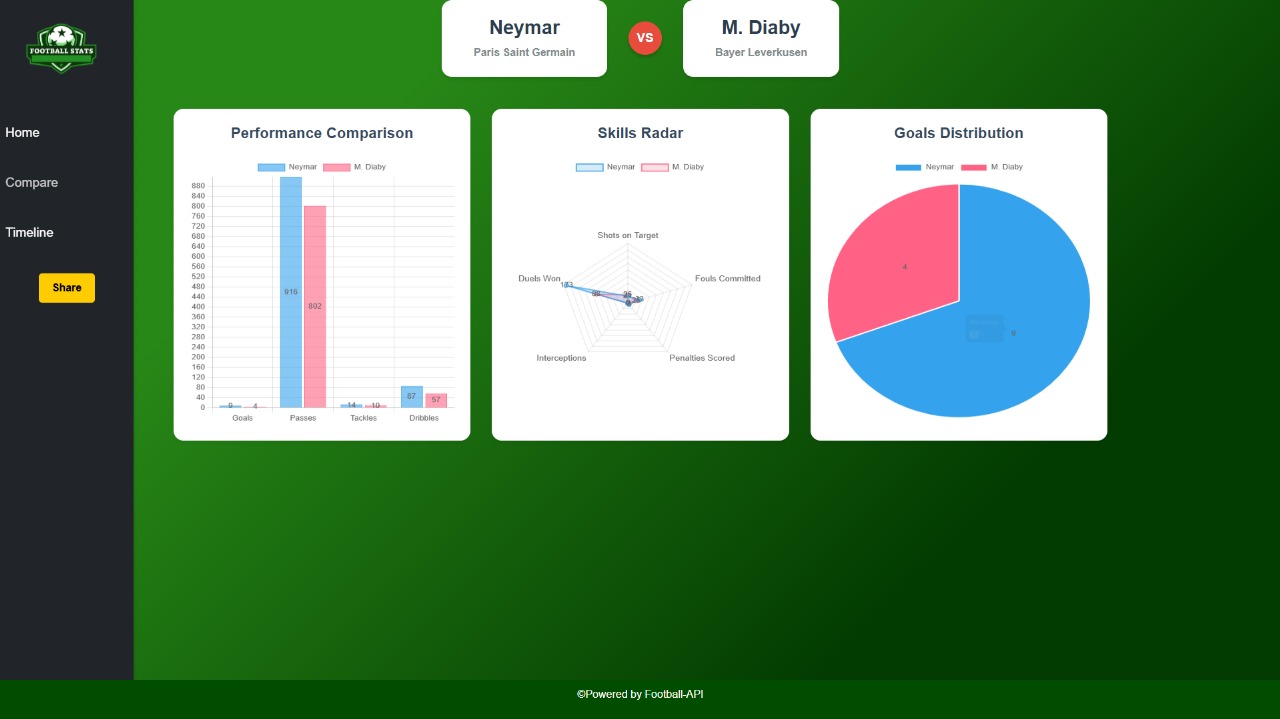 FOOTBALL STATS
Home
Compare
Timeline
Share
Neymar
Paris Saint Germain
VS
M. Diaby
Bayer Leverkusen
Performance Comparison
Neymar M. Diaby
880
840
800
760
720
680
640
600
560
520
480
440
400
360
320
280
240
200
160
120
80
40
0
916
802
9 4
14 10
87 57
Goals Passes Tackles Dribbles
Skills Radar
Neymar M. Diaby
Shots on Target
Duels Won
173
Fouls Committed
Interceptions
Penalties Scored
Goals Distribution
Neymar M. Diaby
4
9
©Powered by Football-API